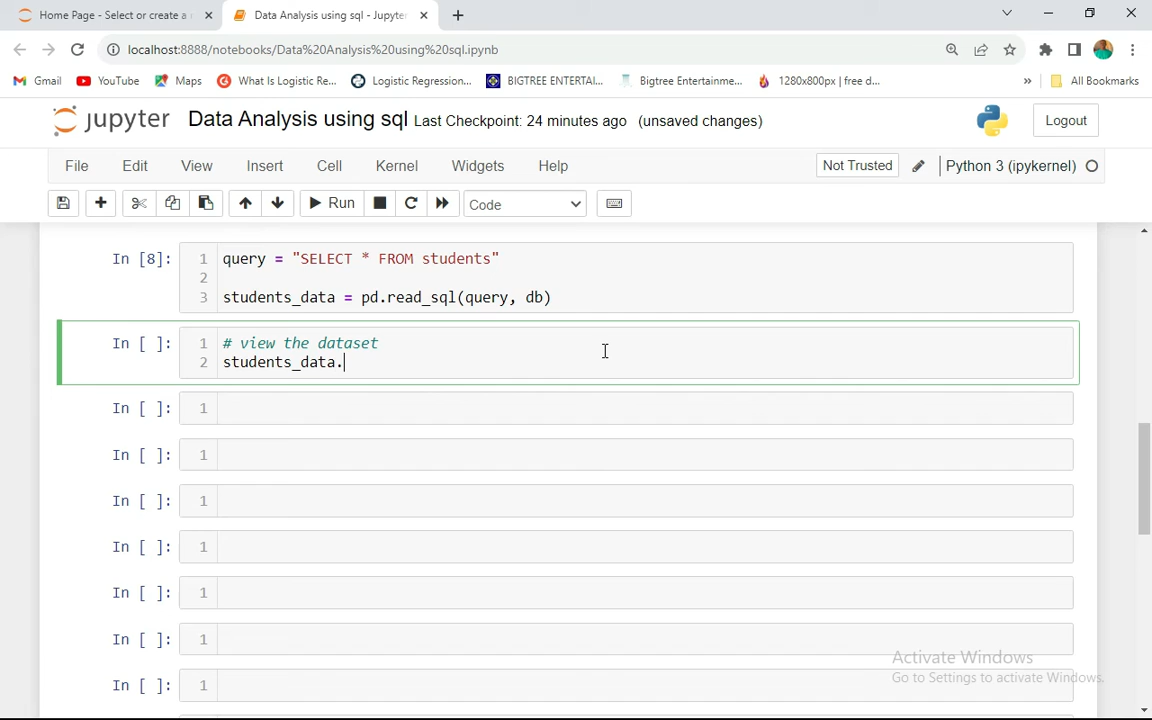 Home Page - Select or create a
Data Analysis using sql - Jupyter
localhost:8888/notebooks/Data%20Analysis%20using%20sql.ipynb
Gmail YouTube Maps What Is Logistic Re... Logistic Regression... BIGTREE ENTERTAI... Bigtree Entertainme... 1280x800px | free d... » All Bookmarks
jupyter Data Analysis using sql Last Checkpoint: 24 minutes ago (unsaved changes) Logout
File Edit View Insert Cell Kernel Widgets Help Not Trusted Python 3 (ipykernel)
Run Code
In [8]: 1 query = "SELECT * FROM students"
2
3 students_data = pd.read_sql(query, db)
In [ ]: 1 # view the dataset
2 students_data.
In [ ]: 1
In [ ]: 1
In [ ]: 1
In [ ]: 1
In [ ]: 1
In [ ]: 1
In [ ]: 1
Activate Windows
Go to Settings to activate Windows.